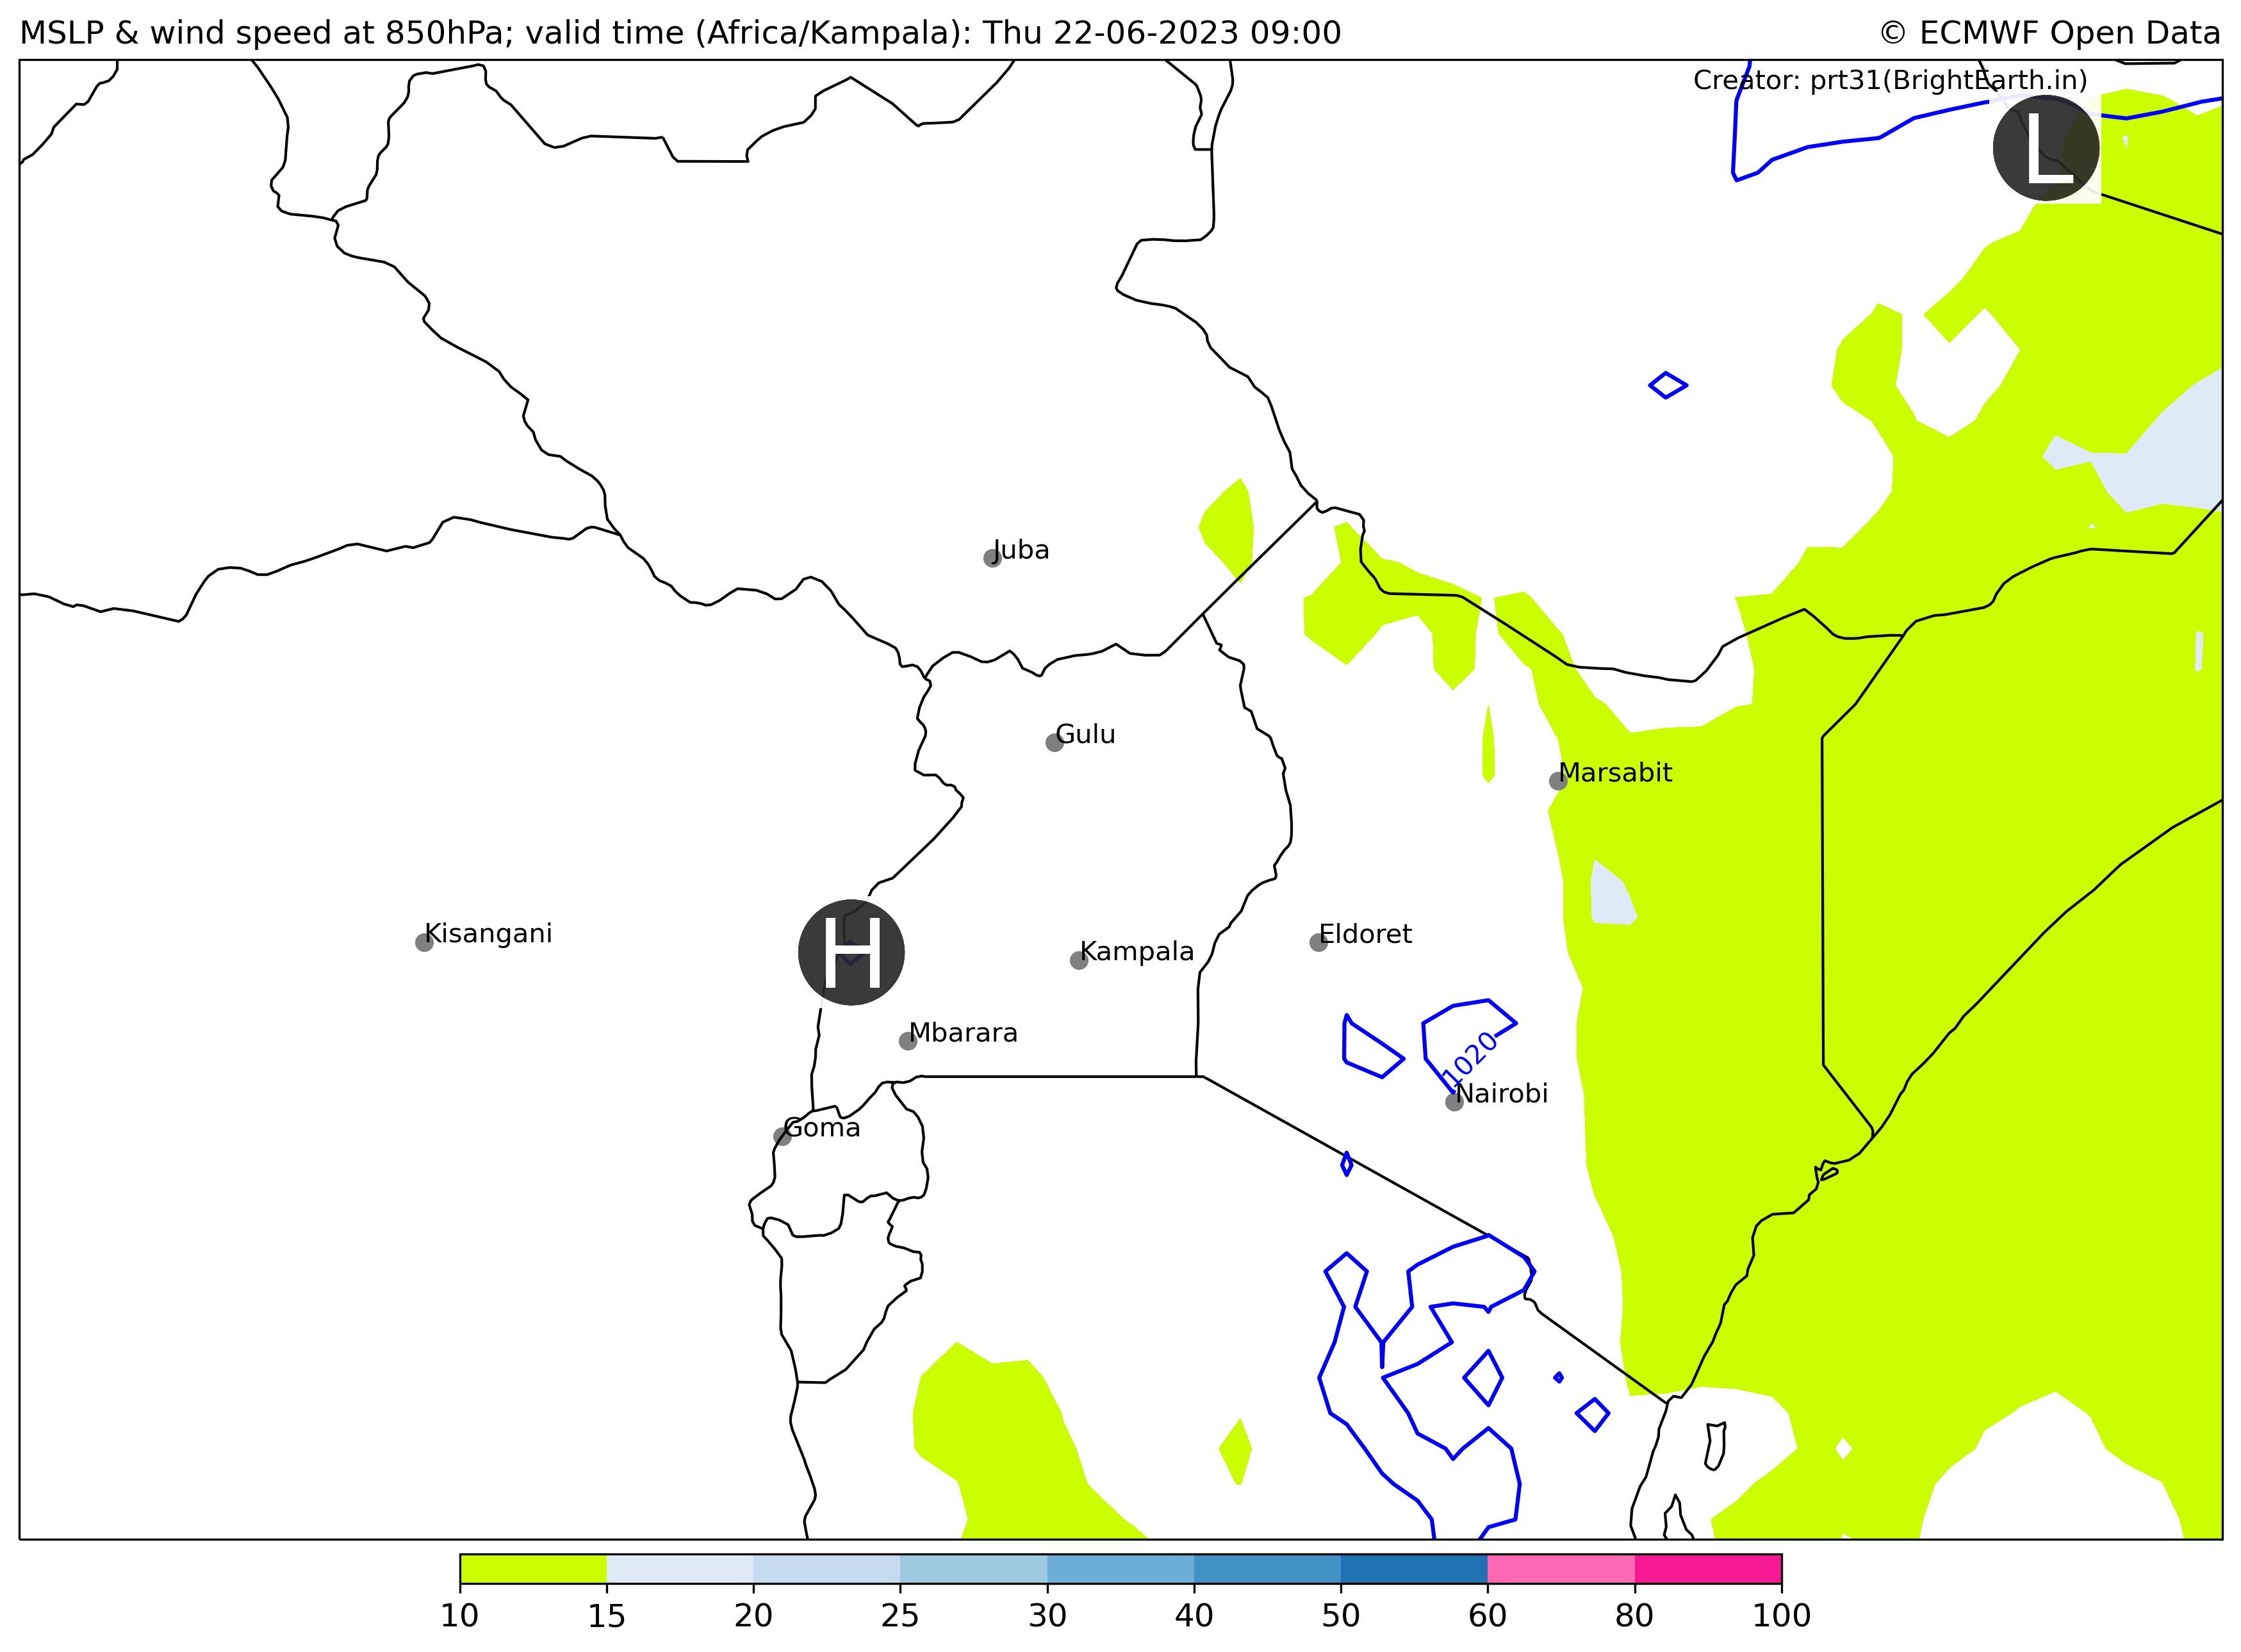 MSLP & wind speed at 850hPa; valid time (Africa/Kampala): Thu 22-06-2023 09:00
© ECMWF Open Data
Creator: prt31(BrightEarth.in)
L
Juba
Gulu
Marsabit
Kisangani
H
Kampala
Eldoret
Mbarara
1020
Nairobi
Goma
10 15 20 25 30 40 50 60 80 100